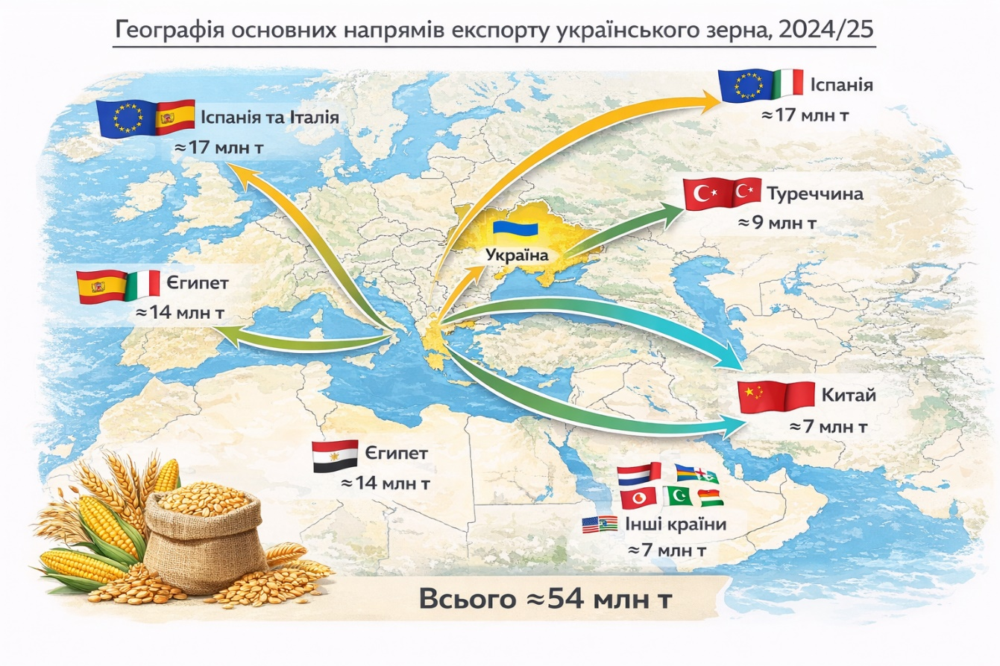 Географія основних напрямів експорту українського зерна, 2024/25
Іспанія
≈17 млн т
Іспанія та Італія
≈17 млн т
Туреччина
≈9 млн т
Україна
Єгипет
≈14 млн т
Китай
≈7 млн т
Єгипет
≈14 млн т
Інші країни
≈7 млн т
Всього ≈54 млн т